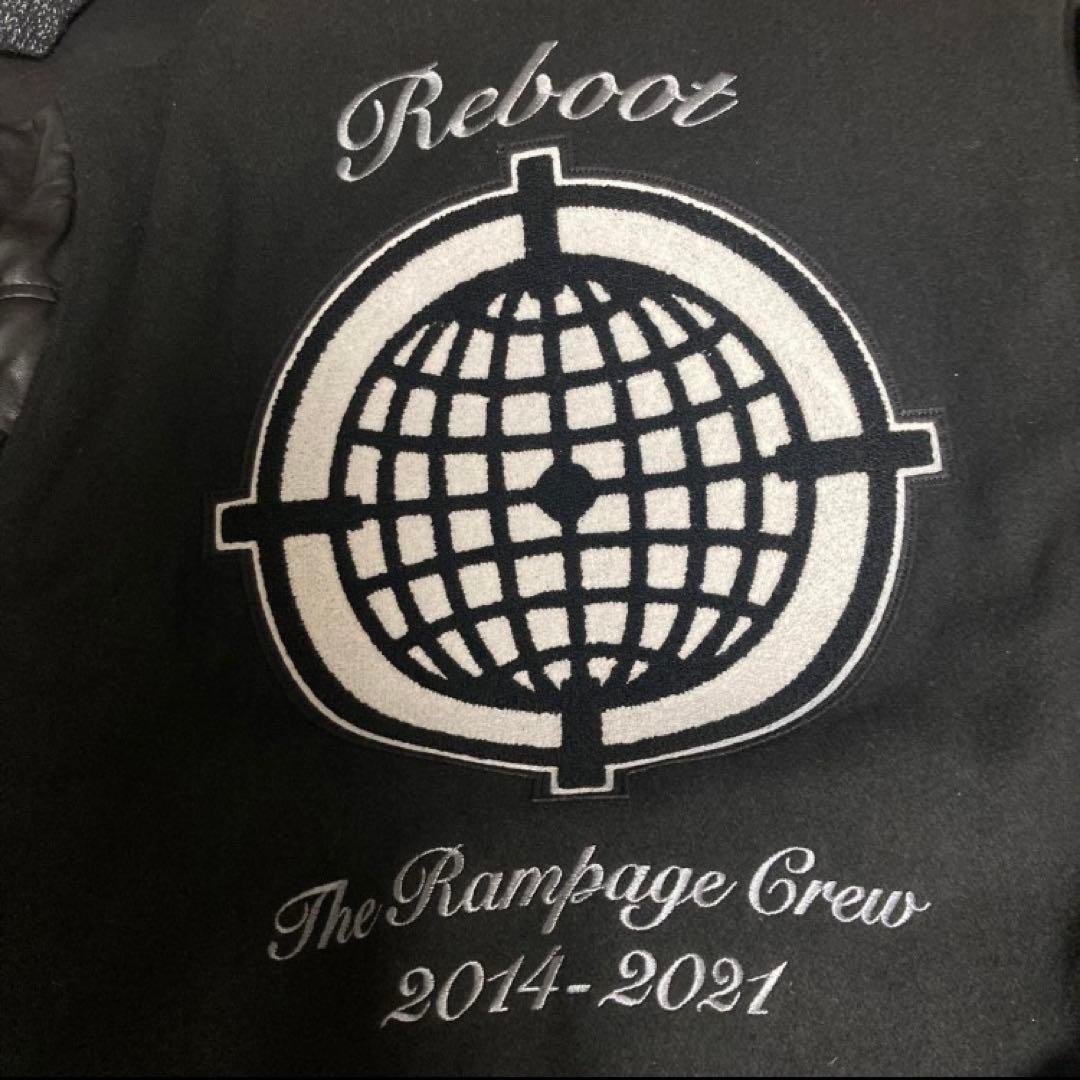 Reboot
The Rampage Crew
2014-2021